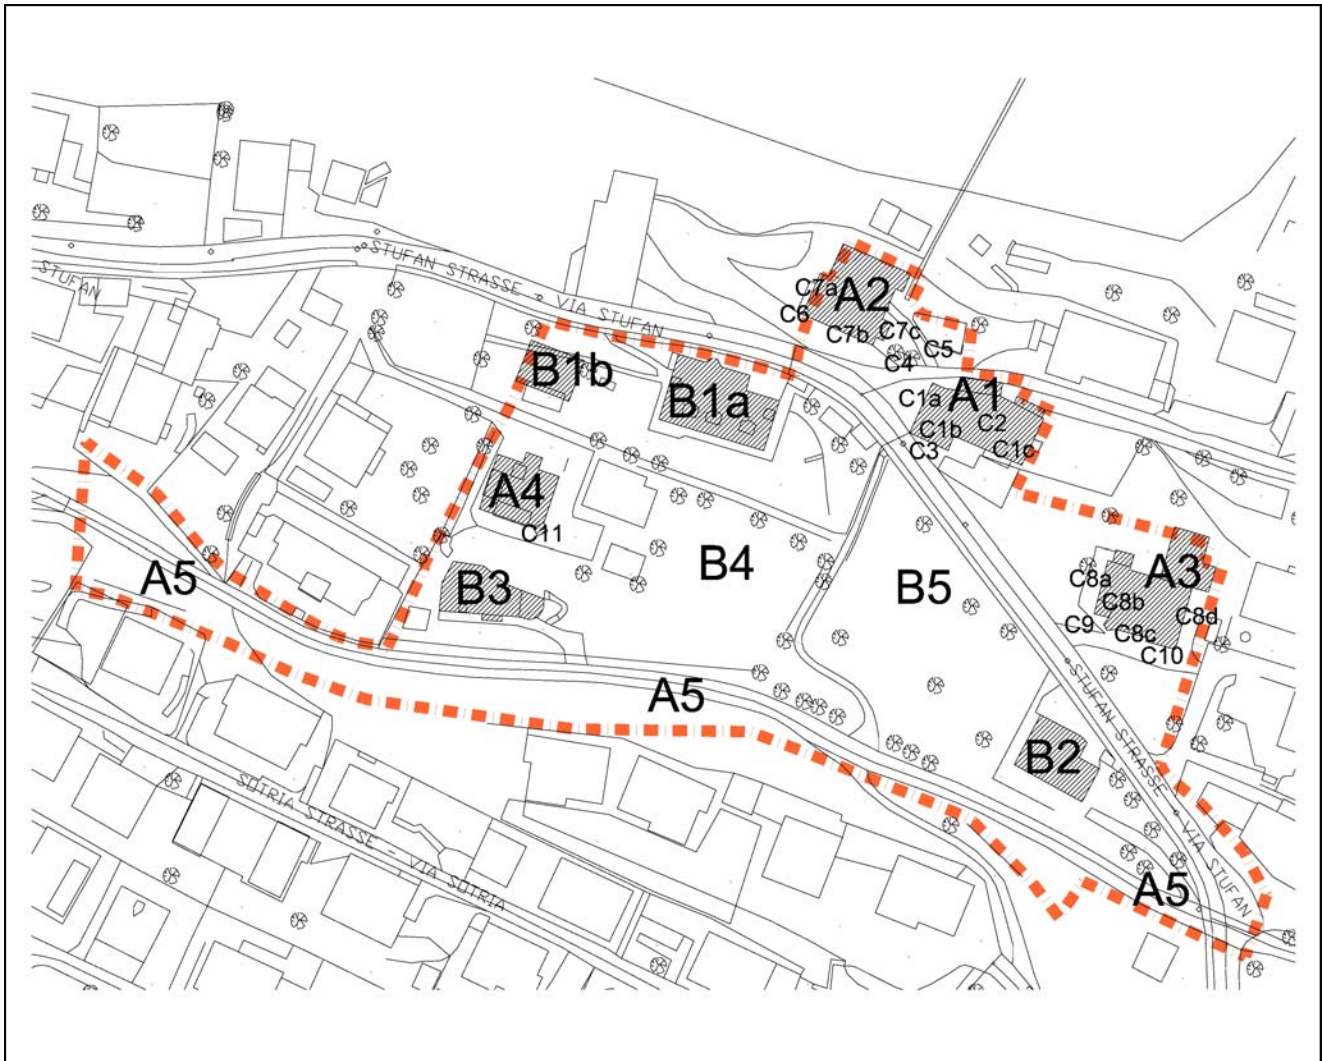 STUFAN STRASSE - VIA STUFAN
STUFAN
C7a
A2
C6
C7b
C7c
C5
C4
B1b
B1a
A1
C1a
C2
C1b
C3
C1c
A4
C11
A5
B3
B4
B5
A3
C8a
C8b
C8d
C9
C8c
C10
A5
STUFAN STRASSE - VIA STUFAN
B2
SOTRIA STRASSE - VIA SOTRIA
A5